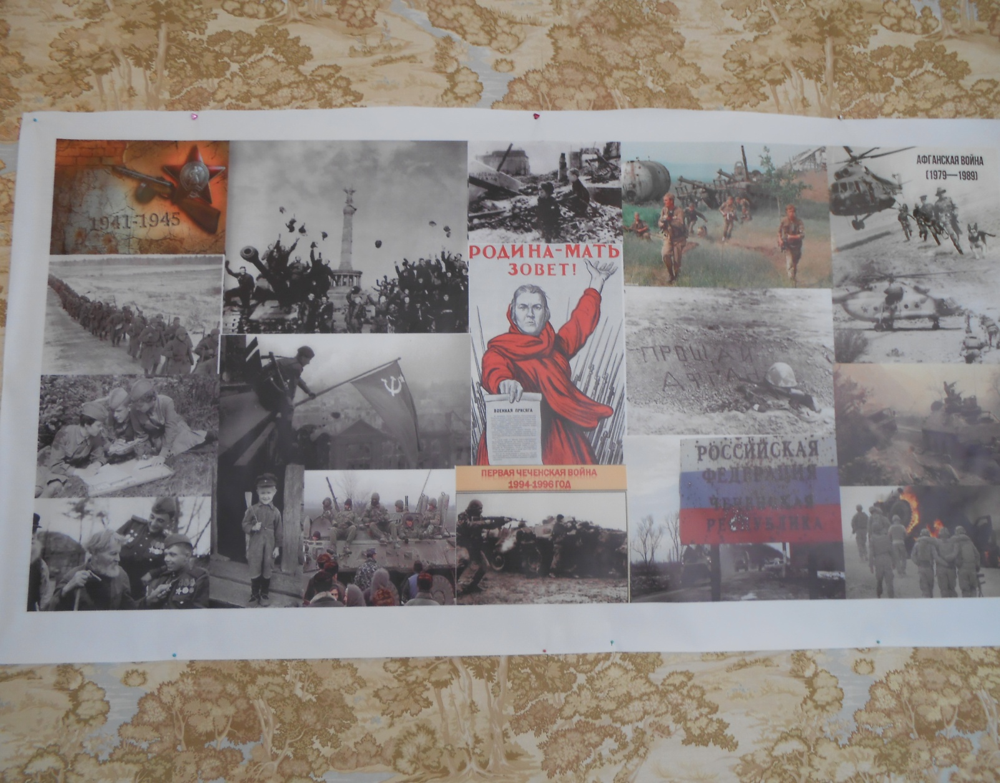 1941-1945
РОДИНА-МАТЬ
ЗОВЕТ!
ВОЕННАЯ ПРИСЯГА
АФГАНСКАЯ ВОЙНА
(1979—1989)
ПРОЩАЙ
АФГАН
ПЕРВАЯ ЧЕЧЕНСКАЯ ВОЙНА
1994-1996 ГОД
РОССИЙСКАЯ
ФЕДЕРАЦИЯ
ЧЕЧЕНСКАЯ
РЕСПУБЛИКА